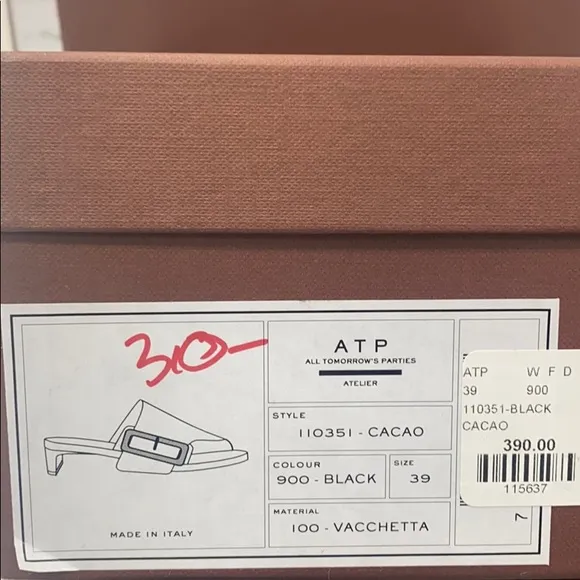 310-
ATP
ALL TOMORROW'S PARTIES
ATELIER
STYLE
110351 - CACAO
COLOUR
900 - BLACK
SIZE
39
MATERIAL
100 - VACCHETTA
MADE IN ITALY
ATP W F D
39 900
110351-BLACK
CACAO
390.00
115637
7